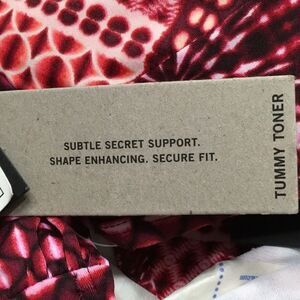 SUBTLE SECRET SUPPORT.
SHAPE ENHANCING. SECURE FIT.
TUMMY TONER